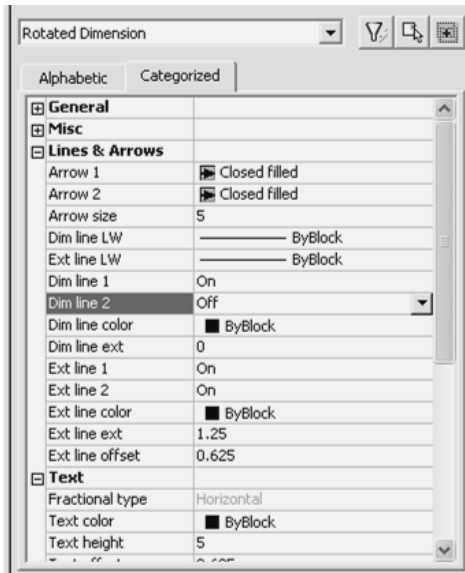 Rotated Dimension
Alphabetic Categorized
General
Misc
Lines & Arrows
Arrow 1 Closed filled
Arrow 2 Closed filled
Arrow size 5
Dim line LW ByBlock
Ext line LW ByBlock
Dim line 1 On
Dim line 2 Off
Dim line color ByBlock
Dim line ext 0
Ext line 1 On
Ext line 2 On
Ext line color ByBlock
Ext line ext 1.25
Ext line offset 0.625
Text
Fractional type Horizontal
Text color ByBlock
Text height 5